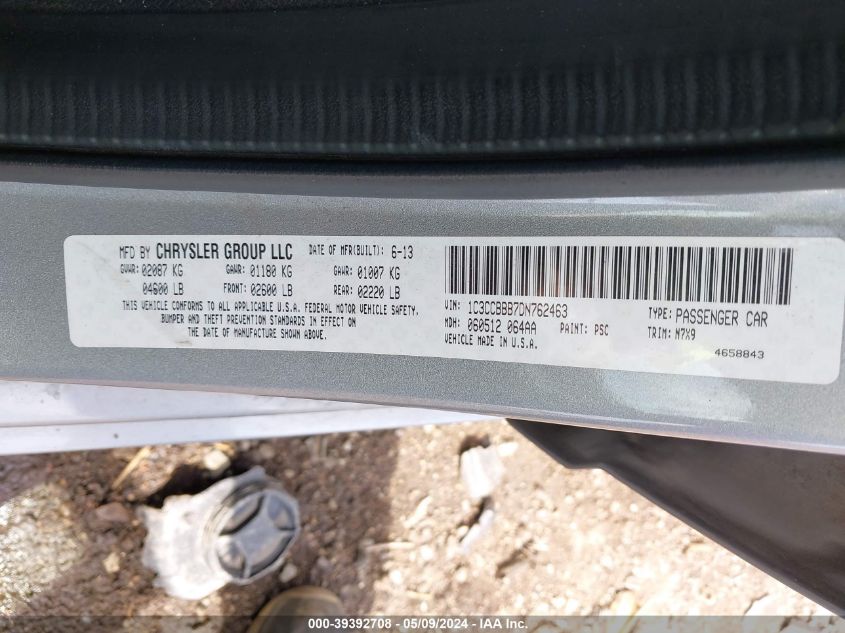 MFD BY CHRYSLER GROUP LLC DATE OF MFR(BUILT): 6-13
GVWR: 02087 KG GAWR: 01180 KG GAWR: 01007 KG
04600 LB FRONT: 02600 LB REAR: 02220 LB
THIS VEHICLE CONFORMS TO ALL APPLICABLE U.S.A. FEDERAL MOTOR VEHICLE SAFETY,
BUMPER AND THEFT PREVENTION STANDARDS IN EFFECT ON
THE DATE OF MANUFACTURE SHOWN ABOVE.
VIN: 1C3CCBBB7DN762463 TYPE: PASSENGER CAR
MDH: 060512 064AA PAINT: PSC TRIM: N7X9
VEHICLE MADE IN U.S.A. 4658843
000-39392708 - 05/09/2024 - IAA Inc.